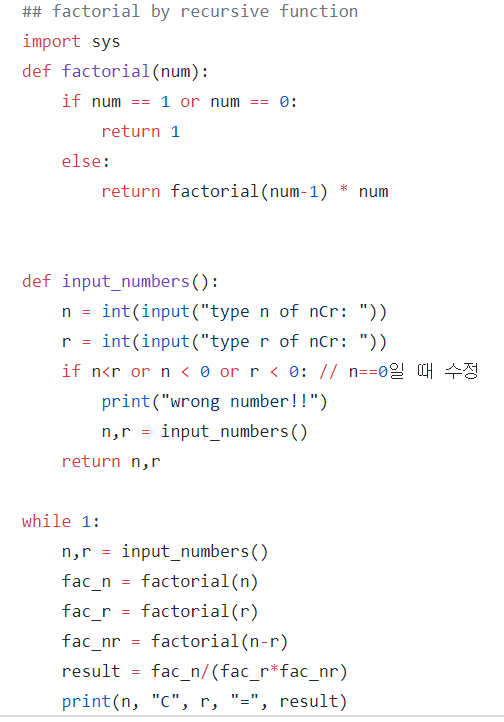 ## factorial by recursive function
import sys
def factorial(num):
    if num == 1 or num == 0:
        return 1
    else:
        return factorial(num-1) * num
def input_numbers():
    n = int(input("type n of nCr: "))
    r = int(input("type r of nCr: "))
    if n<r or n < 0 or r < 0: // n==0일 때 수정
        print("wrong number!!")
        n,r = input_numbers()
    return n,r
while 1:
    n,r = input_numbers()
    fac_n = factorial(n)
    fac_r = factorial(r)
    fac_nr = factorial(n-r)
    result = fac_n/(fac_r*fac_nr)
    print(n, "C", r, "=", result)